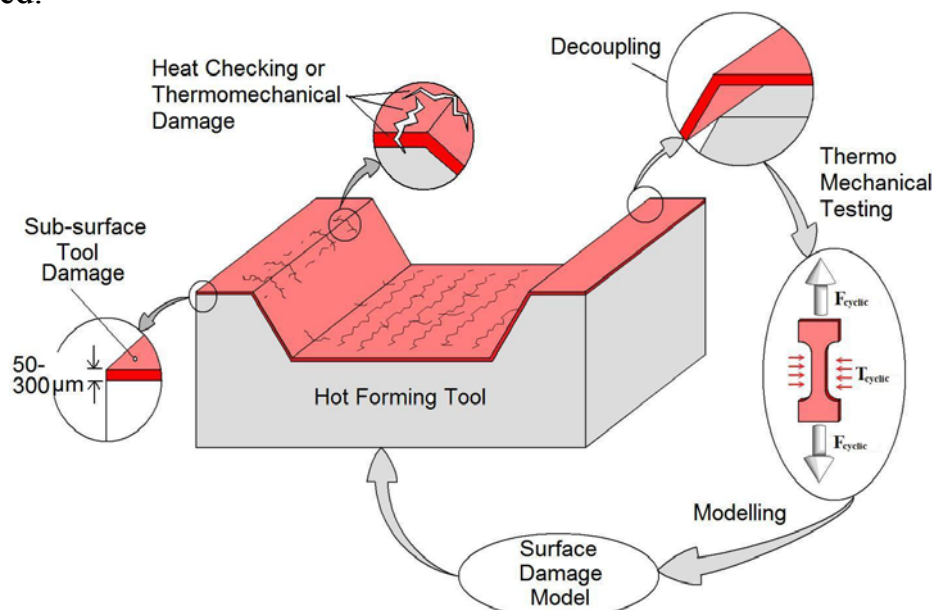 ed.
Heat Checking or
Thermomechanical
Damage
Decoupling
Thermo
Mechanical
Testing
Sub-surface
Tool
Damage
50-
300μm
Hot Forming Tool
Fcyclic
Tcyclic
Fcyclic
Modelling
Surface
Damage
Model